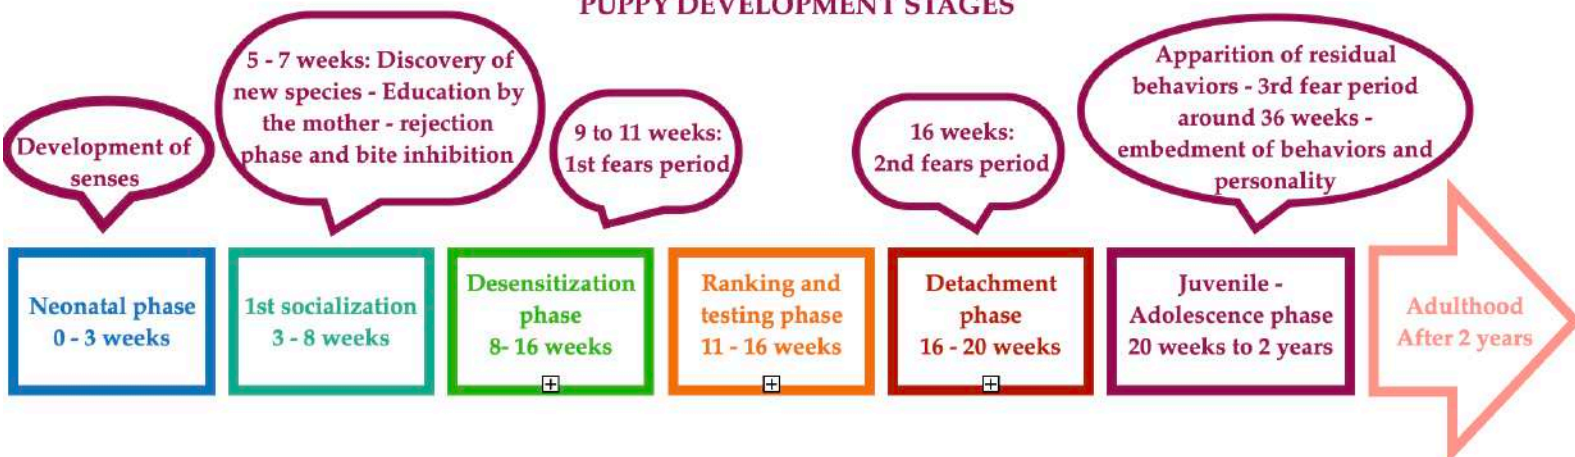 PUPPY DEVELOPMENT STAGES
Development of
senses
5 - 7 weeks: Discovery of
new species - Education by
the mother - rejection
phase and bite inhibition
9 to 11 weeks:
1st fears period
16 weeks:
2nd fears period
Apparition of residual
behaviors - 3rd fear period
around 36 weeks -
embedment of behaviors and
personality
Neonatal phase
0 - 3 weeks
1st socialization
3 - 8 weeks
Desensitization
phase
8- 16 weeks
Ranking and
testing phase
11 - 16 weeks
Detachment
phase
16 - 20 weeks
Juvenile -
Adolescence phase
20 weeks to 2 years
Adulthood
After 2 years